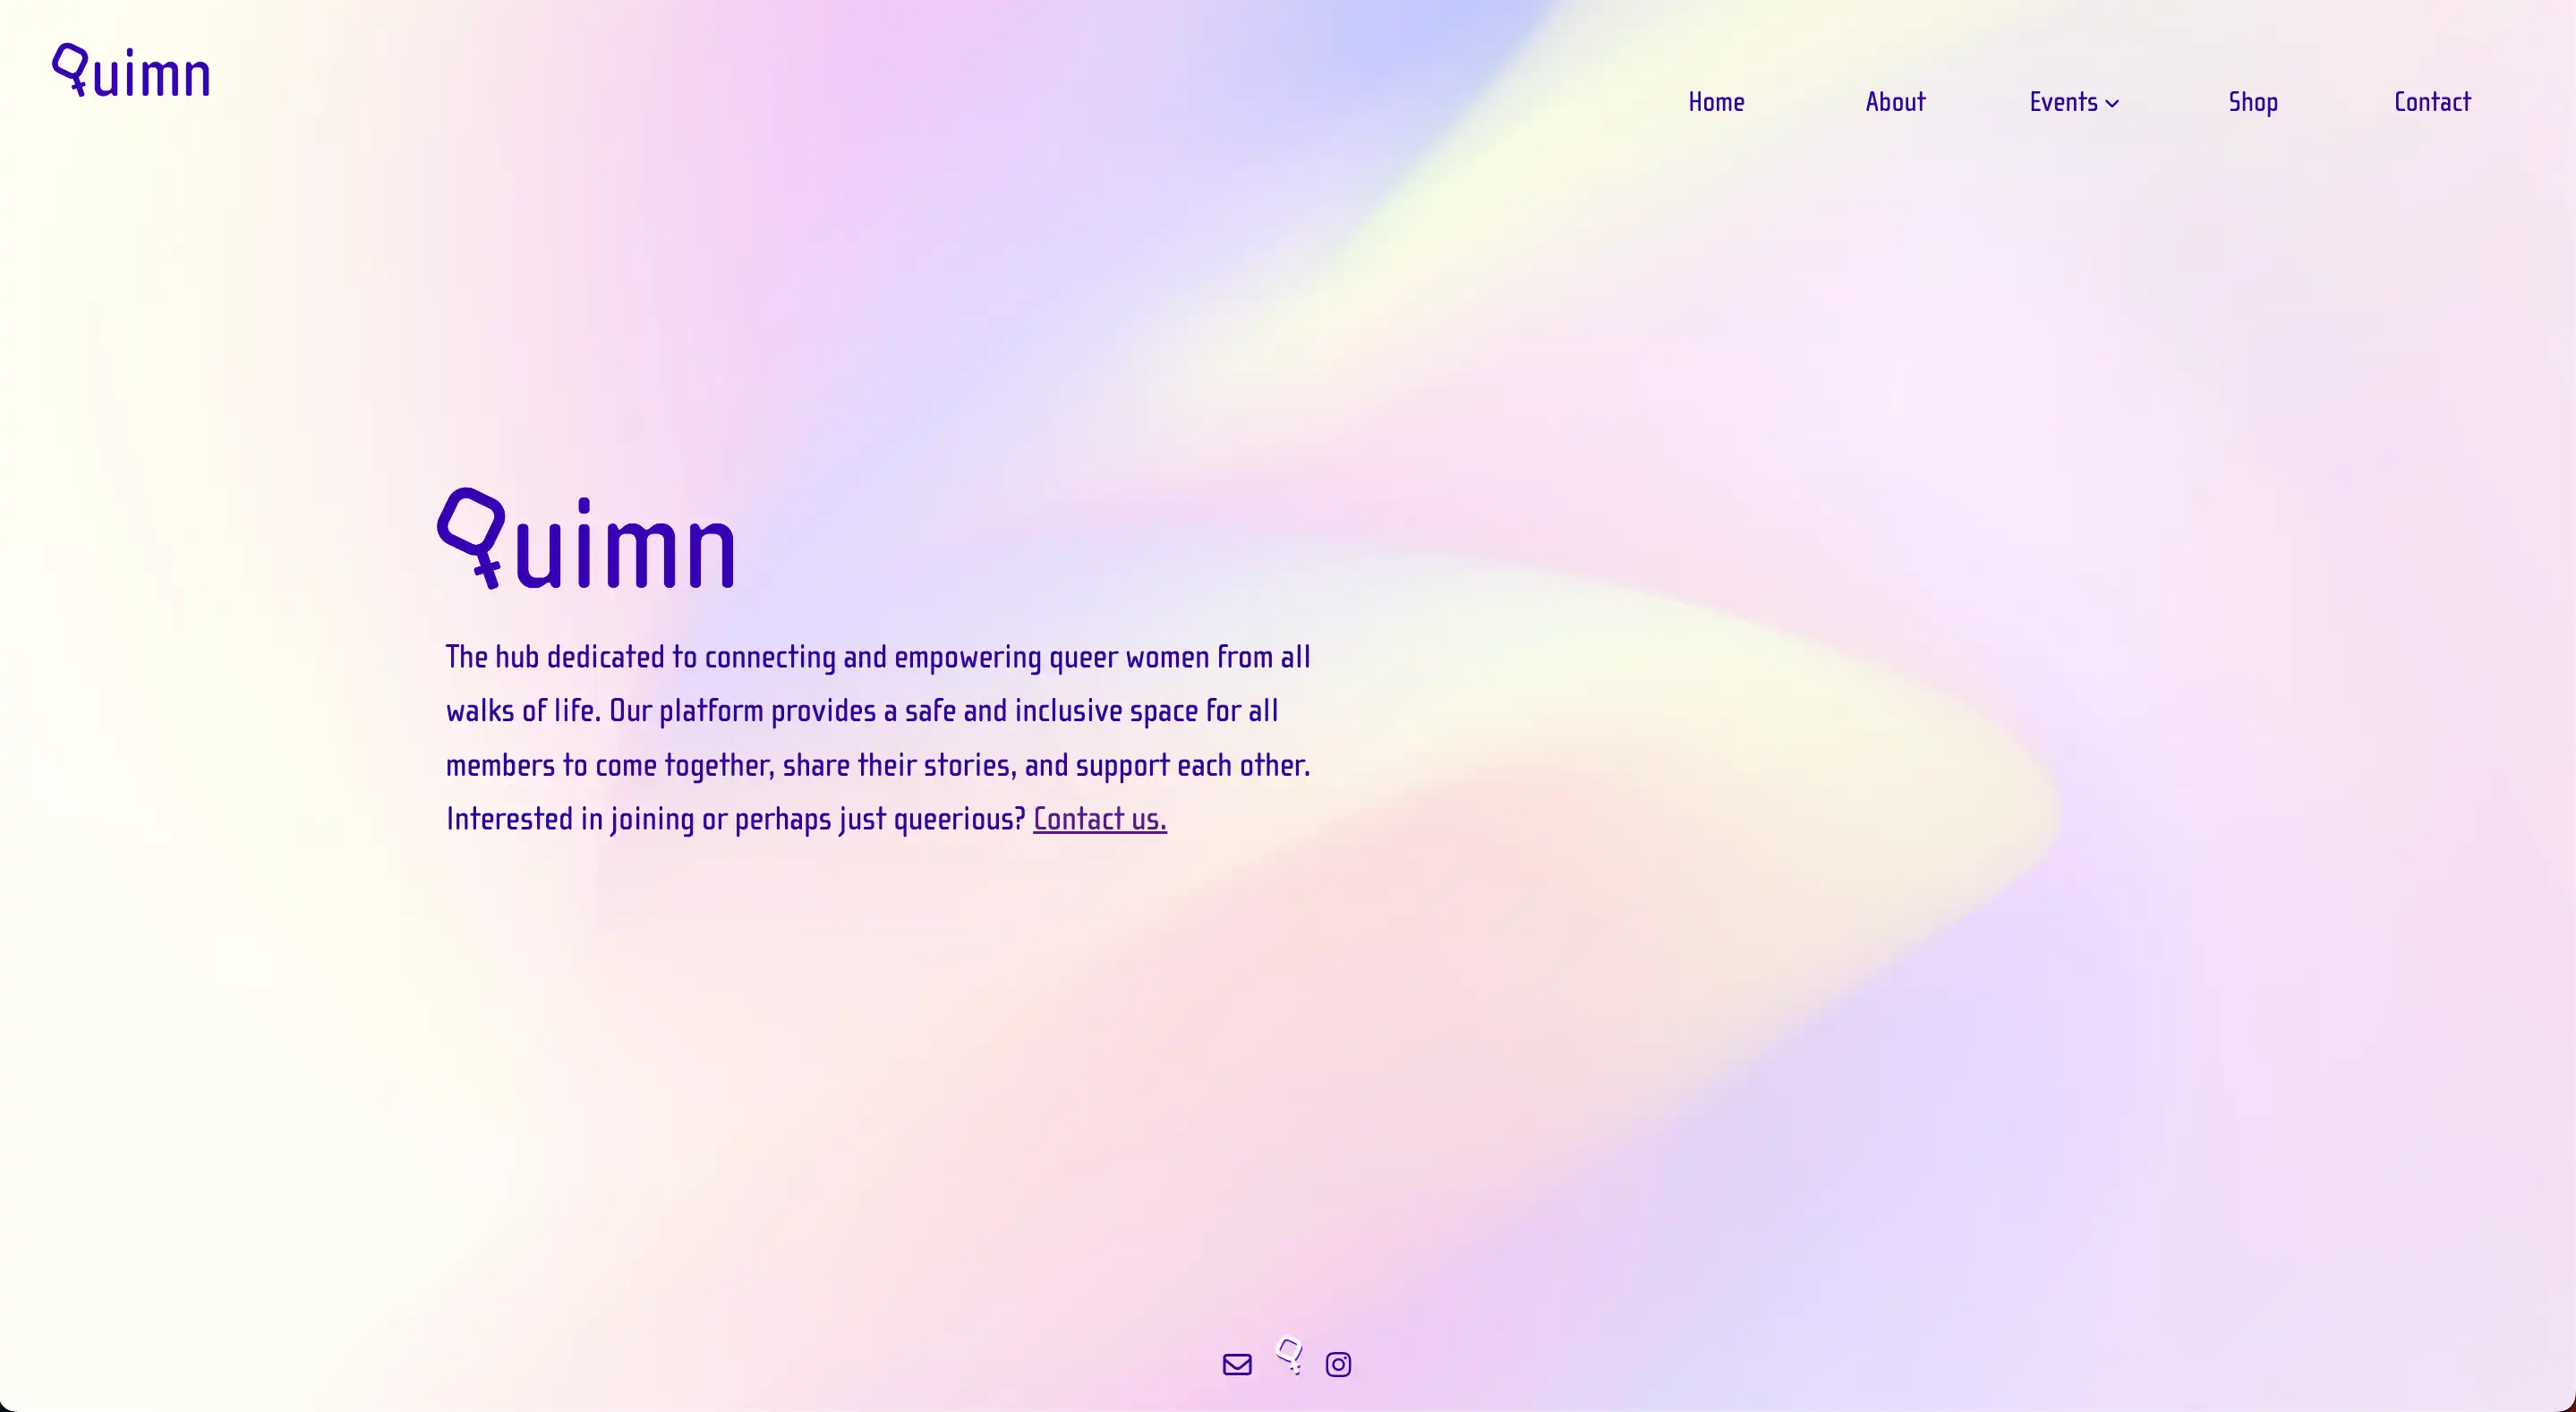 Quimn
Home About Events Shop Contact
Quimn
The hub dedicated to connecting and empowering queer women from all
walks of life. Our platform provides a safe and inclusive space for all
members to come together, share their stories, and support each other.
Interested in joining or perhaps just queerious? Contact us.